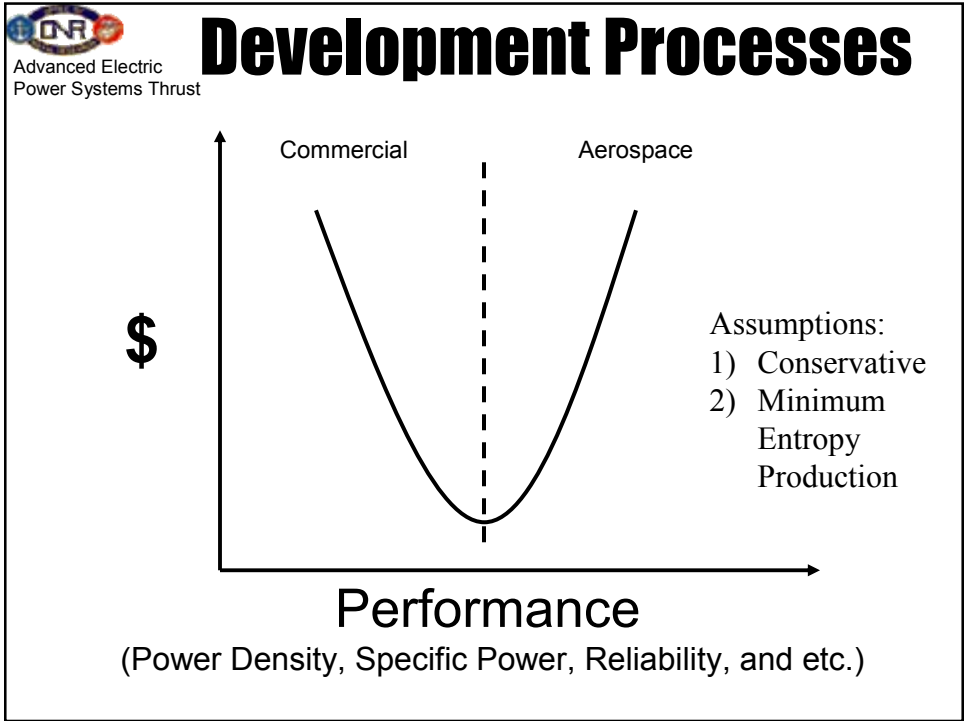 ONR
Development Processes
Advanced Electric
Power Systems Thrust
Commercial
Aerospace
$
Assumptions:
1) Conservative
2) Minimum
Entropy
Production
Performance
(Power Density, Specific Power, Reliability, and etc.)